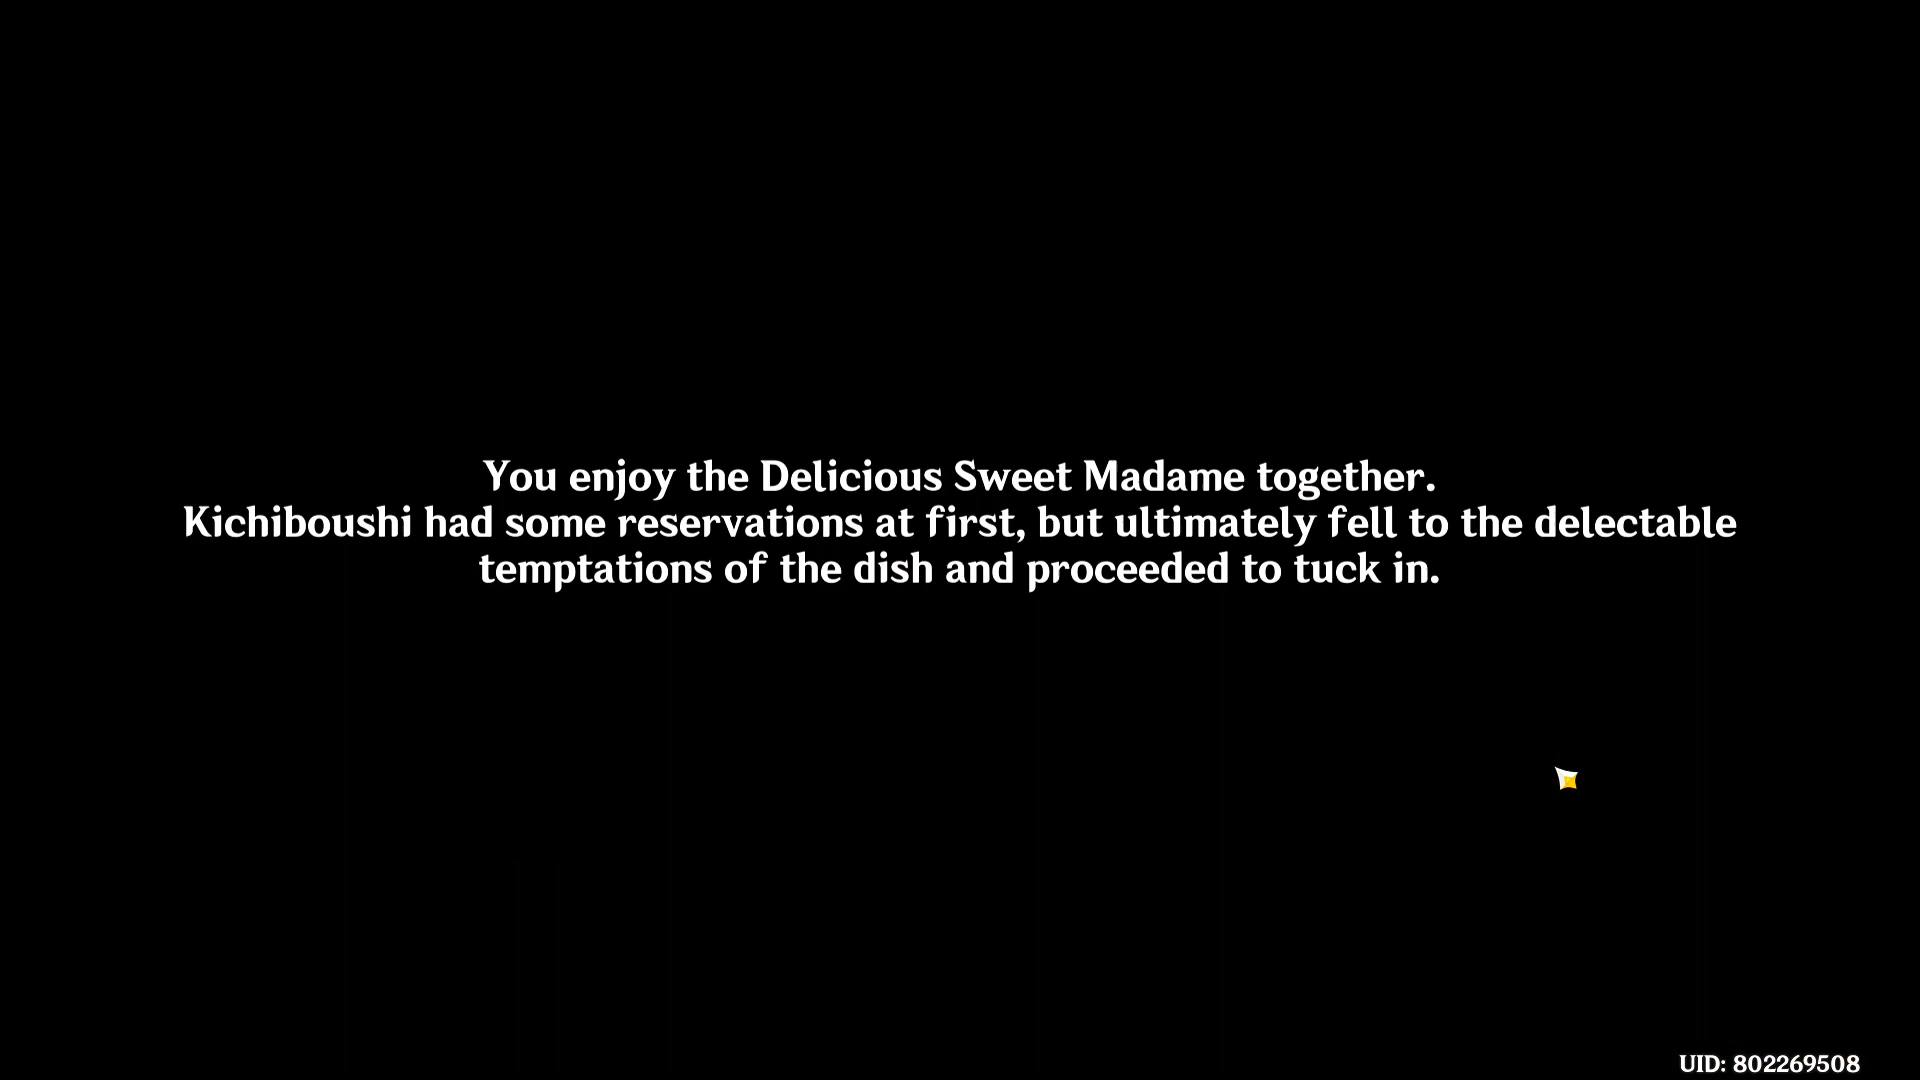 You enjoy the Delicious Sweet Madame together.
Kichiboushi had some reservations at first, but ultimately fell to the delectable
temptations of the dish and proceeded to tuck in.
UID: 802269508